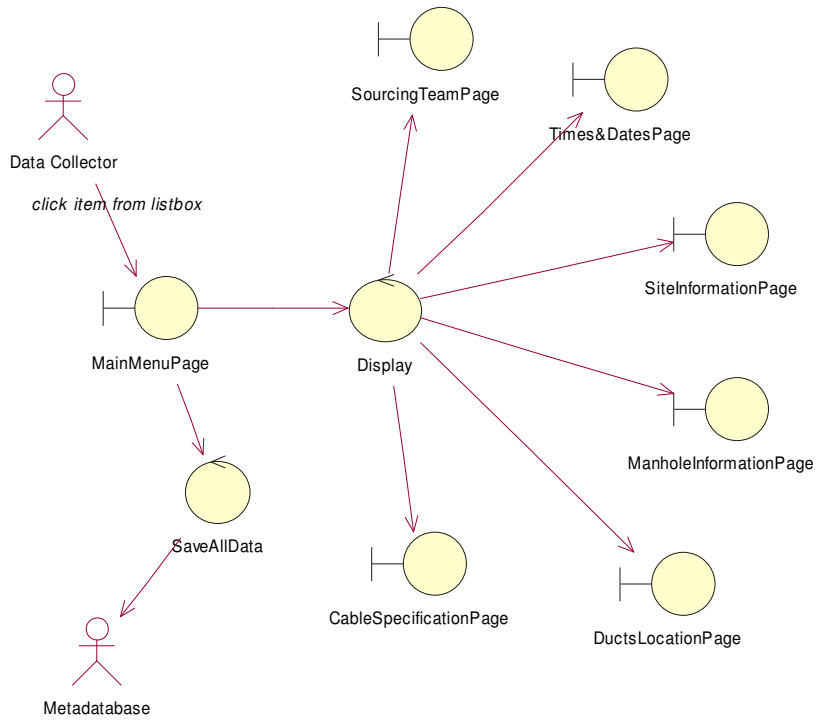 SourcingTeamPage
Times&DatesPage
Data Collector
click item from listbox
SiteInformationPage
MainMenuPage
Display
ManholeInformationPage
SaveAllData
CableSpecificationPage
DuctsLocationPage
Metadatabase